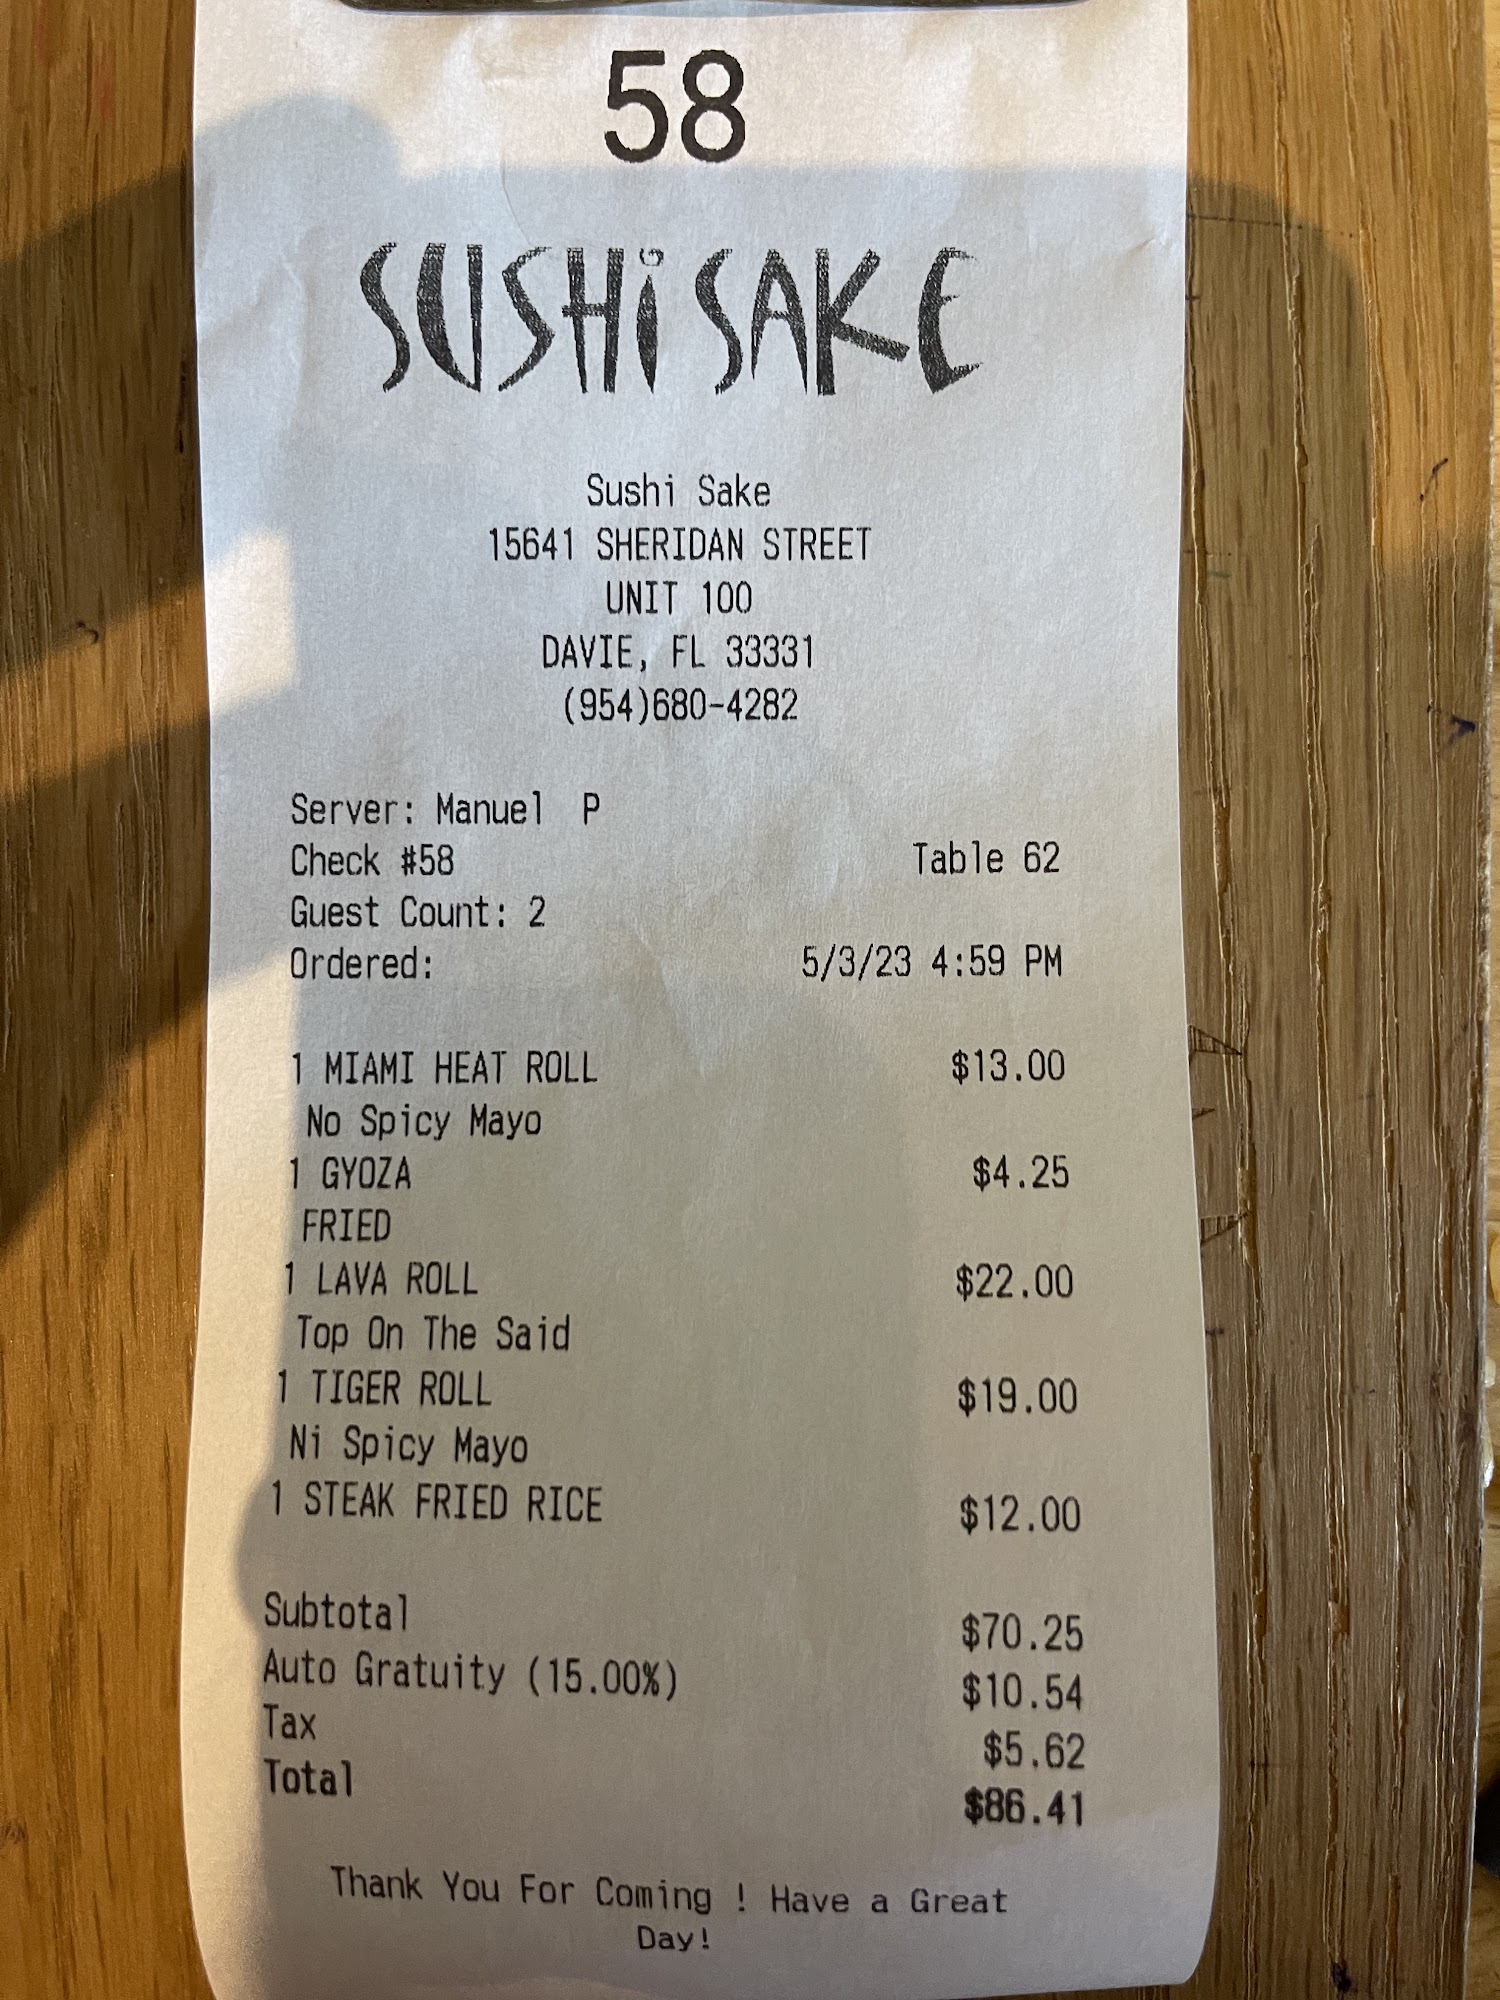 58
SUSHi SAKE
Sushi Sake
15641 SHERIDAN STREET
UNIT 100
DAVIE, FL 33331
(954)680-4282
Server: Manuel P
Check #58 Table 62
Guest Count: 2
Ordered: 5/3/23 4:59 PM
1 MIAMI HEAT ROLL $13.00
No Spicy Mayo
1 GYOZA $4.25
FRIED
1 LAVA ROLL $22.00
Top On The Said
1 TIGER ROLL $19.00
Ni Spicy Mayo
1 STEAK FRIED RICE $12.00
Subtotal $70.25
Auto Gratuity (15.00%) $10.54
Tax $5.62
Total $86.41
Thank You For Coming ! Have a Great
Day!